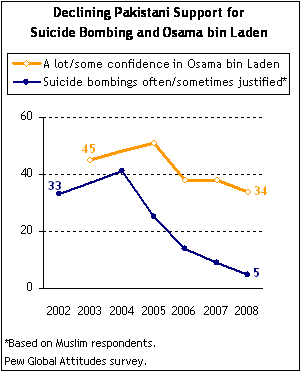 Declining Pakistani Support for
Suicide Bombing and Osama bin Laden
A lot/some confidence in Osama bin Laden
Suicide bombings often/sometimes justified*
60
45
40
33
34
20
5
0
2002 2003 2004 2005 2006 2007 2008
*Based on Muslim respondents.
Pew Global Attitudes survey.